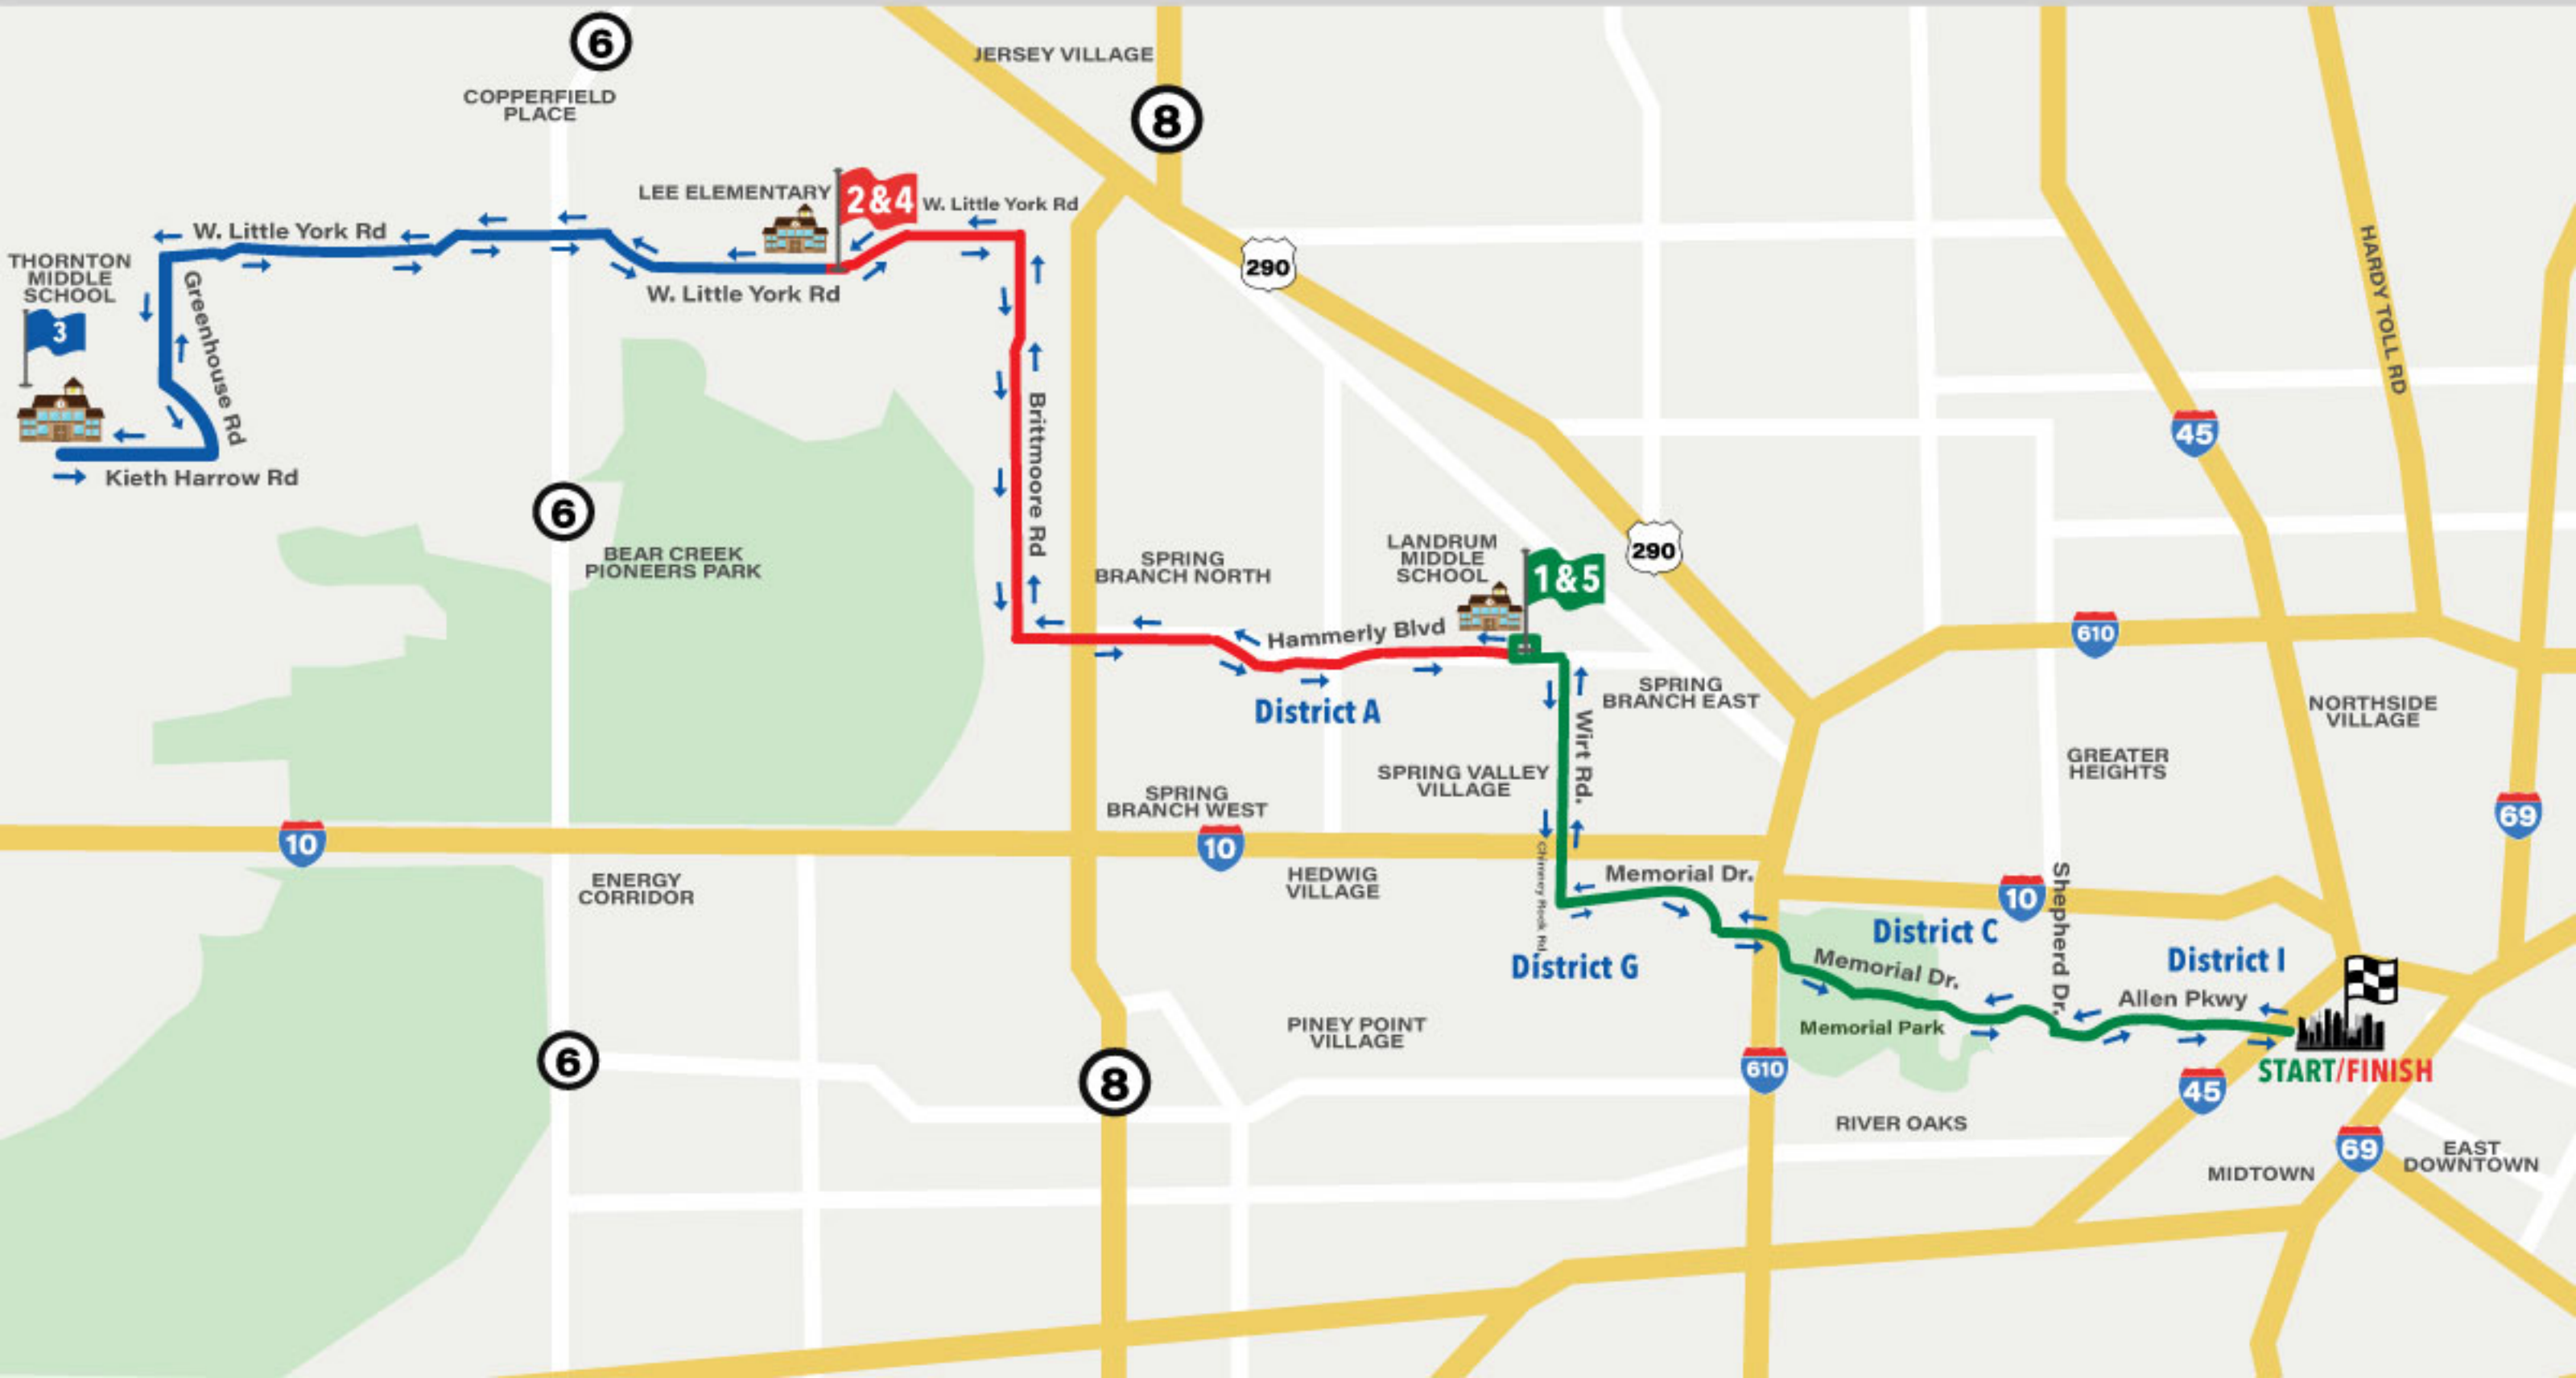 6
JERSEY VILLAGE
COPPERFIELD
PLACE
8
LEE ELEMENTARY
2&4
W. Little York Rd
W. Little York Rd
THORNTON
MIDDLE
SCHOOL
3
Greenhouse Rd
W. Little York Rd
290
HARDY TOLL RD
Kieth Harrow Rd
Brittmoore Rd
45
6
BEAR CREEK
PIONEERS PARK
SPRING
BRANCH NORTH
LANDRUM
MIDDLE
SCHOOL
1&5
290
Hammerly Blvd
610
District A
SPRING
BRANCH EAST
Wirt Rd.
NORTHSIDE
VILLAGE
SPRING VALLEY
VILLAGE
GREATER
HEIGHTS
SPRING
BRANCH WEST
69
10
10
Chimney Rock Rd.
Memorial Dr.
HEDWIG
VILLAGE
ENERGY
CORRIDOR
10
Shepherd Dr.
District C
District G
Memorial Dr.
District I
Allen Pkwy
Memorial Park
PINEY POINT
VILLAGE
6
8
610
START/FINISH
45
RIVER OAKS
69
EAST
DOWNTOWN
MIDTOWN